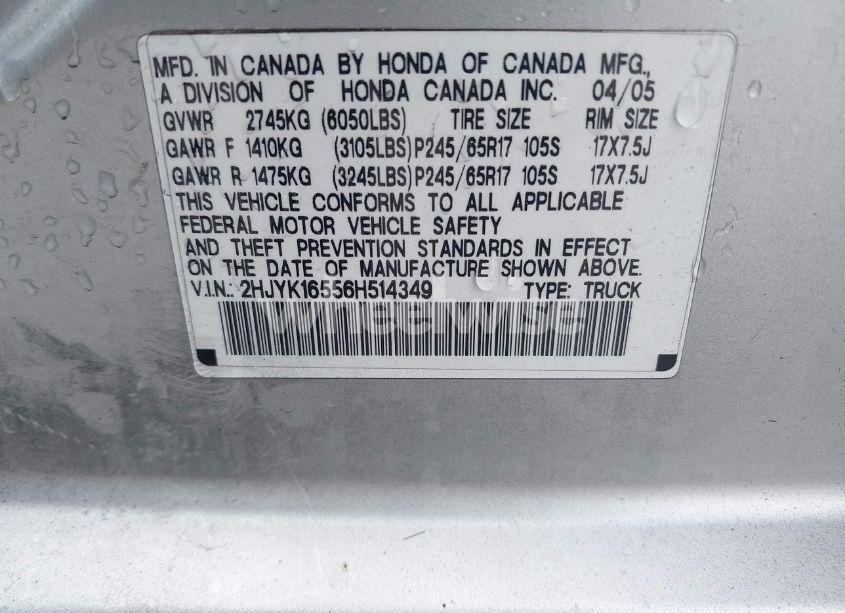 MFD. IN CANADA BY HONDA OF CANADA MFG.,
A DIVISION OF HONDA CANADA INC. 04/05
GVWR 2745KG (6050LBS) TIRE SIZE RIM SIZE
GAWR F 1410KG (3105LBS) P245/65R17 105S 17X7.5J
GAWR R 1475KG (3245LBS) P245/65R17 105S 17X7.5J
THIS VEHICLE CONFORMS TO ALL APPLICABLE
FEDERAL MOTOR VEHICLE SAFETY
AND THEFT PREVENTION STANDARDS IN EFFECT
ON THE DATE OF MANUFACTURE SHOWN ABOVE.
V.I.N.: 2HJYK16556H514349 TYPE: TRUCK
WheelWise